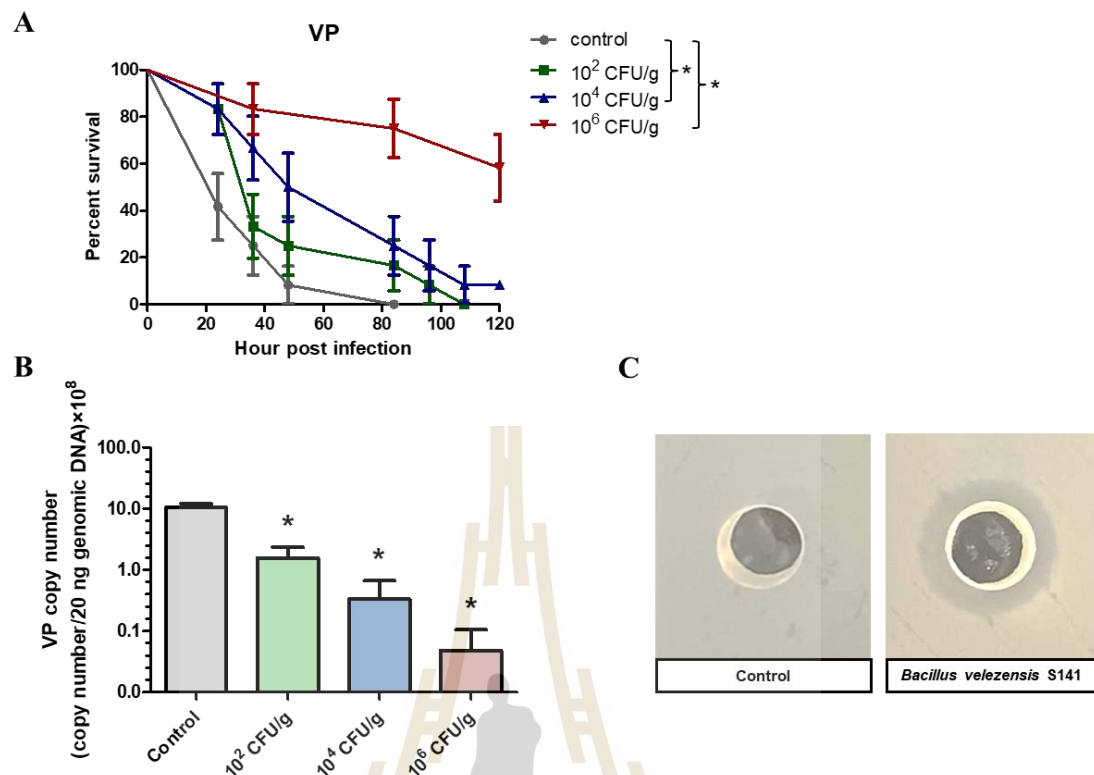 A
VP
control
10² CFU/g
10⁴ CFU/g
10⁶ CFU/g
*
*
Percent survival
100
80
60
40
20
0
0 20 40 60 80 100 120
Hour post infection
B
VP copy number
(copy number/20 ng genomic DNA)×10⁸
100.0
10.0
1.0
0.1
0.0
*
*
*
Control
10² CFU/g
10⁴ CFU/g
10⁶ CFU/g
C
Control
Bacillus velezensis S141